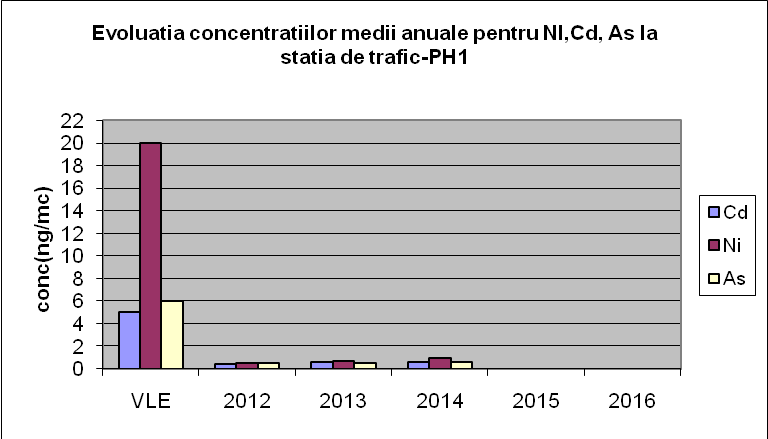 Evoluatia concentratiilor medii anuale pentru NI,Cd, As la
statia de trafic-PH1
conc(ng/mc)
22
20
18
16
14
12
10
8
6
4
2
0
VLE 2012 2013 2014 2015 2016
Cd
Ni
As